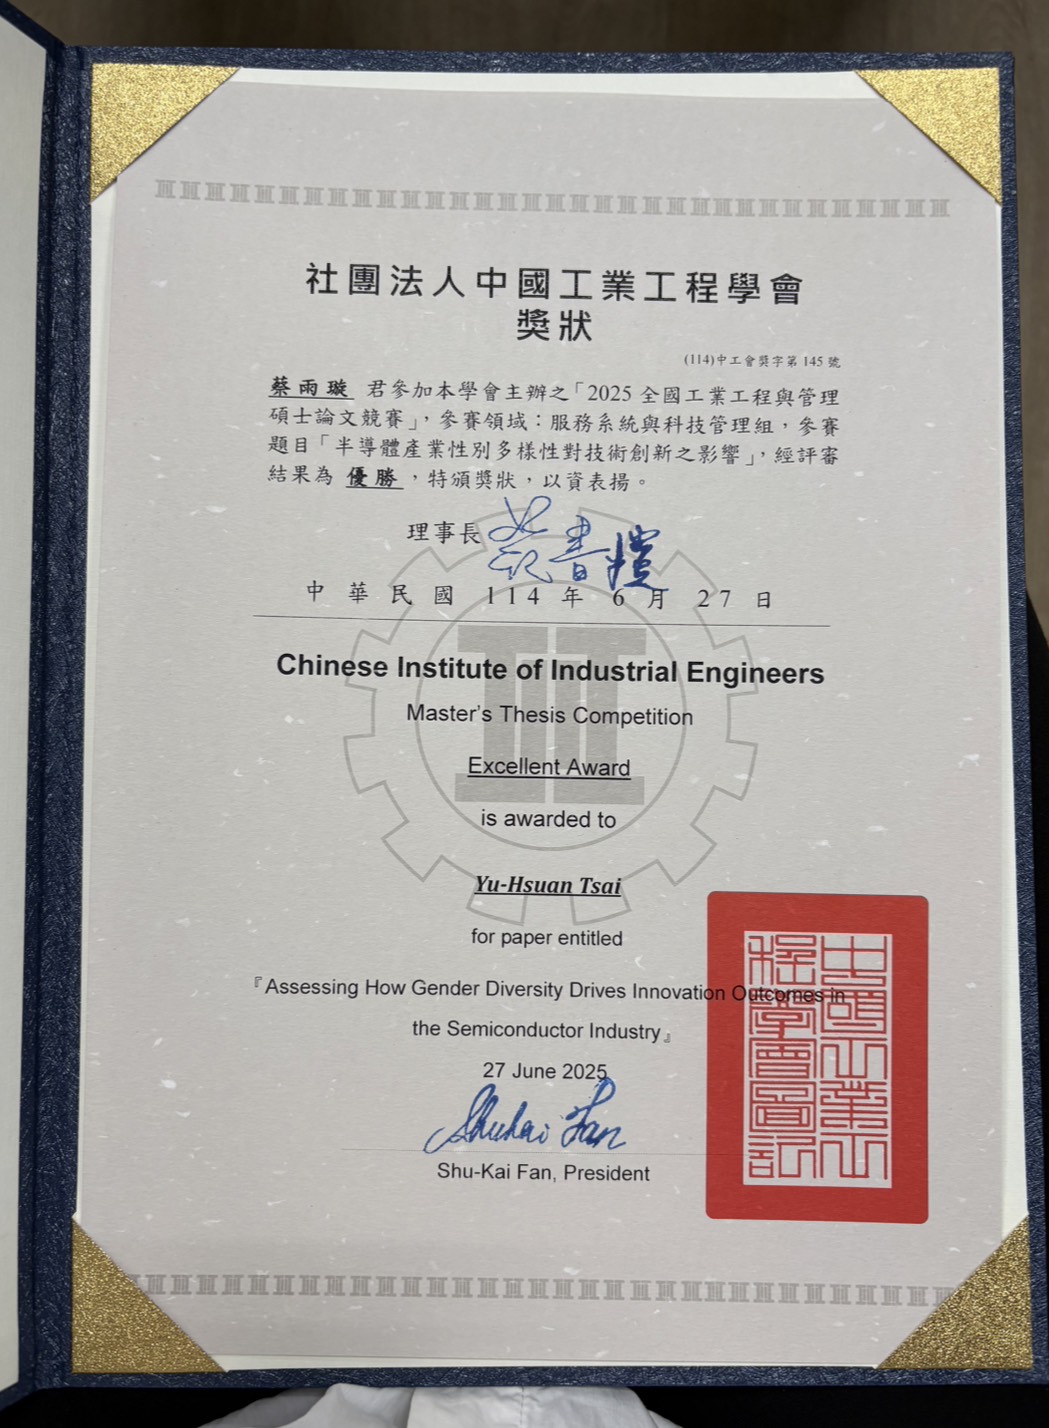 社團法人中國工業工程學會
獎狀
(114)中工會獎字第 145 號
蔡雨璇 君參加本學會主辦之「2025 全國工業工程與管理
碩士論文競賽」，參賽領域：服務系統與科技管理組，參賽
題目「半導體產業性別多樣性對技術創新之影響」，經評審
結果為 優勝 ，特頒獎狀，以資表揚。
理事長 范書愷
中華民國 114 年 6 月 27 日
Chinese Institute of Industrial Engineers
Master’s Thesis Competition
Excellent Award
is awarded to
Yu-Hsuan Tsai
for paper entitled
『Assessing How Gender Diversity Drives Innovation Outcomes in
the Semiconductor Industry』
27 June 2025
Shukai Fan
Shu-Kai Fan, President